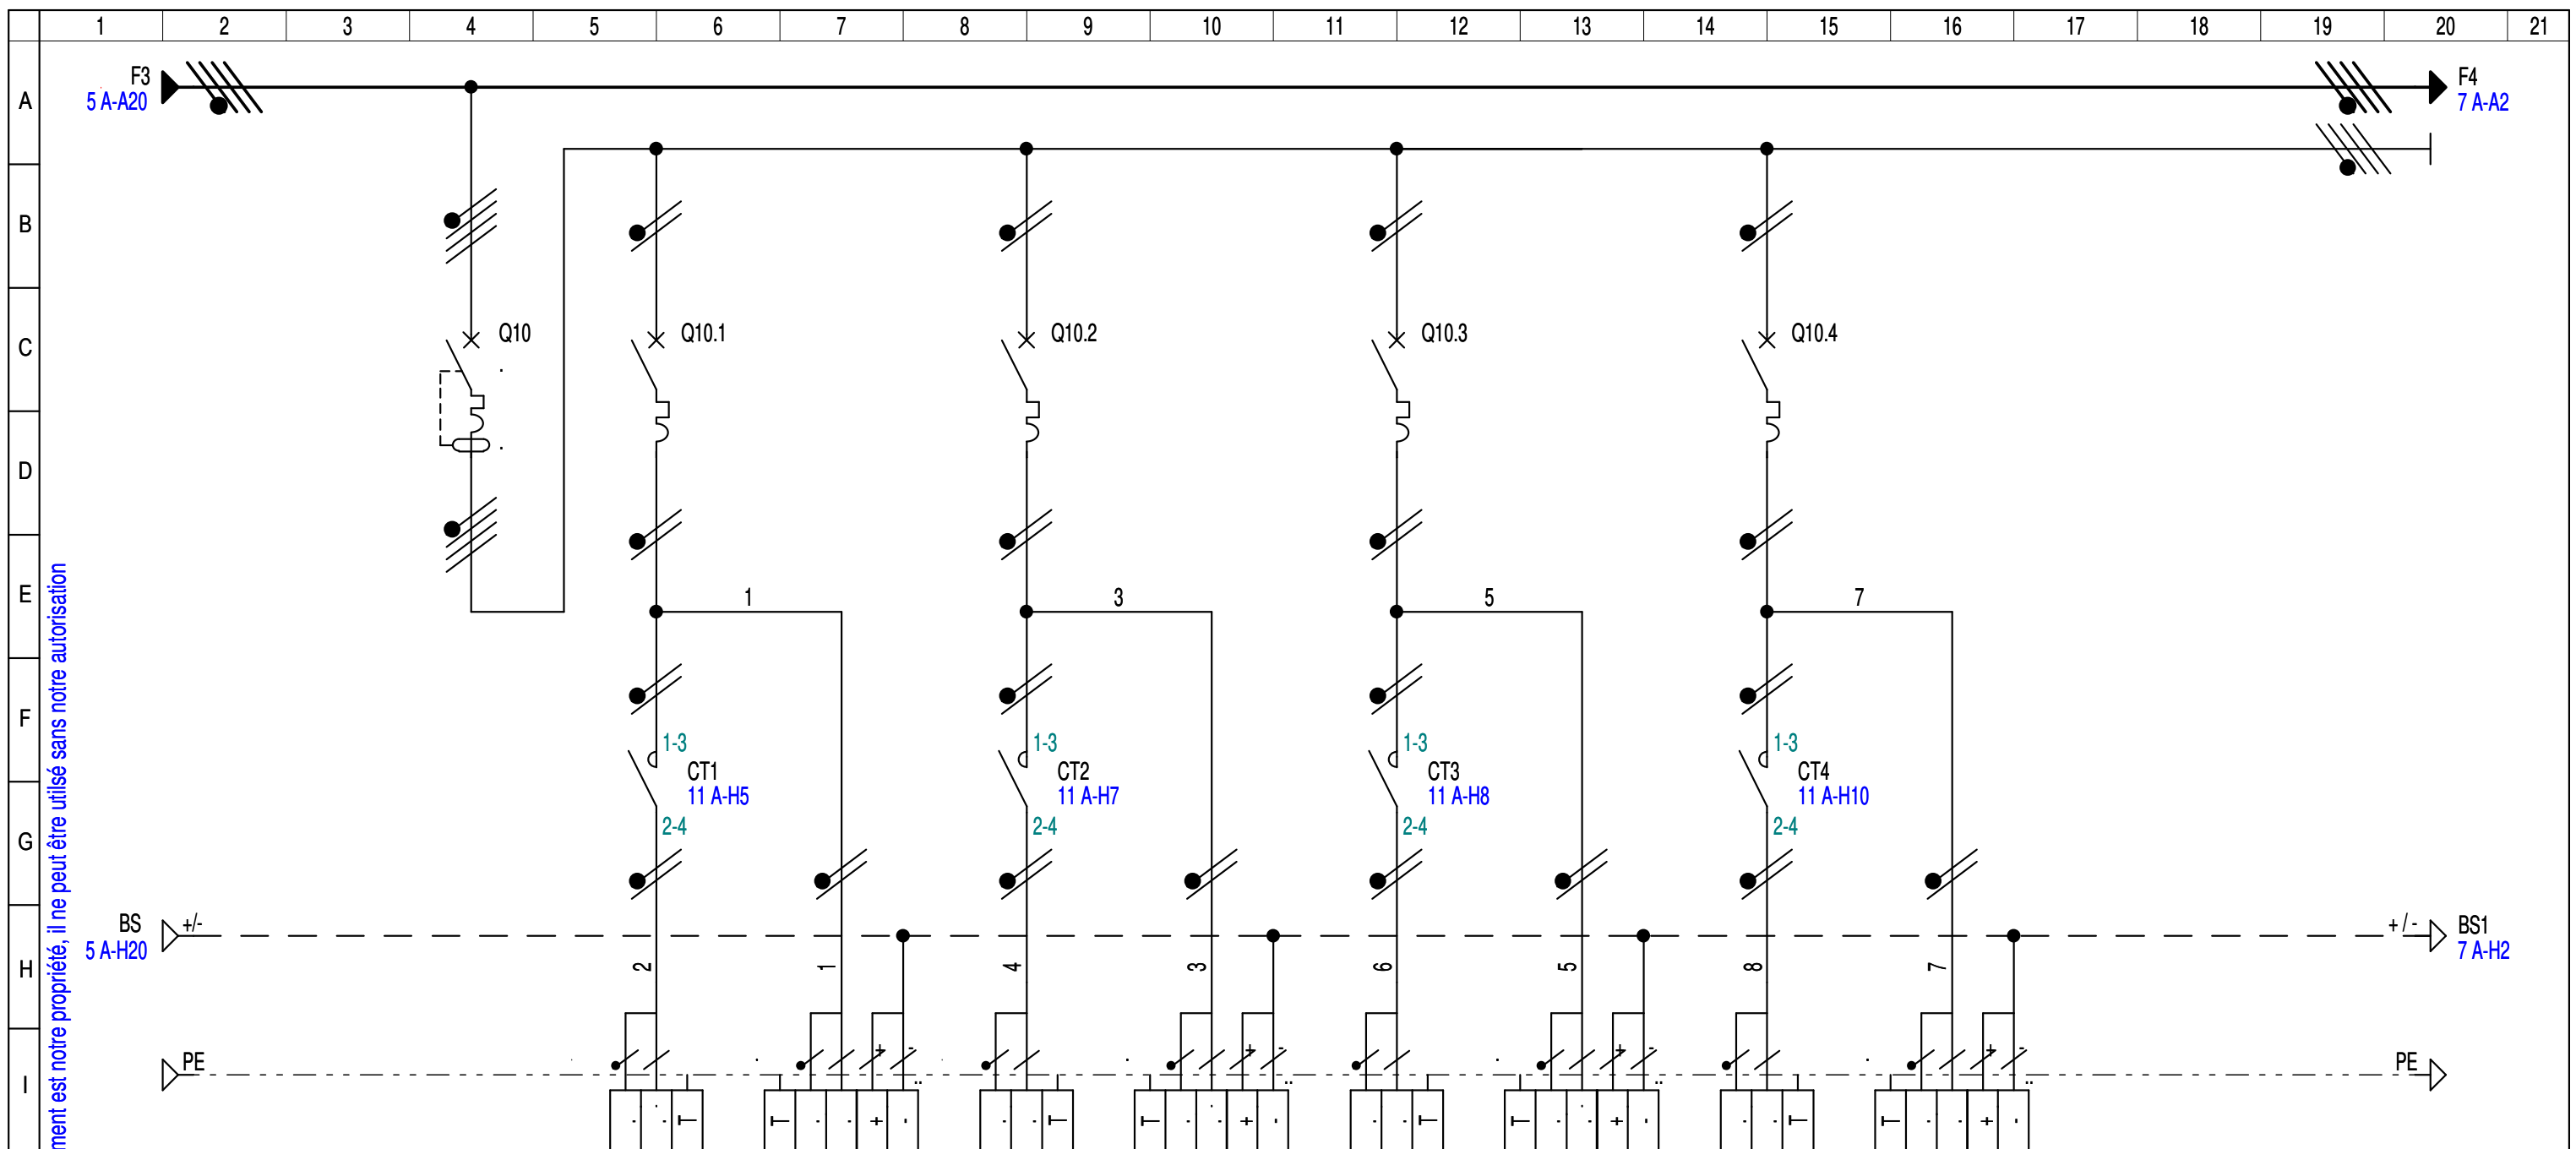 1 2 3 4 5 6 7 8 9 10 11 12 13 14 15 16 17 18 19 20 21
A
B
C
D
E
F
G
H
I
F3
5 A-A20
F4
7 A-A2
Q10
Q10.1
Q10.2
Q10.3
Q10.4
1
3
5
7
1-3
CT1
11 A-H5
2-4
1-3
CT2
11 A-H7
2-4
1-3
CT3
11 A-H8
2-4
1-3
CT4
11 A-H10
2-4
BS
5 A-H20
+/-
+ / -
BS1
7 A-H2
2
1
4
3
6
5
8
7
PE
+ -
+ -
+ -
+ -
PE
T
T + -
T
T + -
T
T + -
T
T + -
ment est notre propriété, il ne peut être utilsé sans notre autorisation